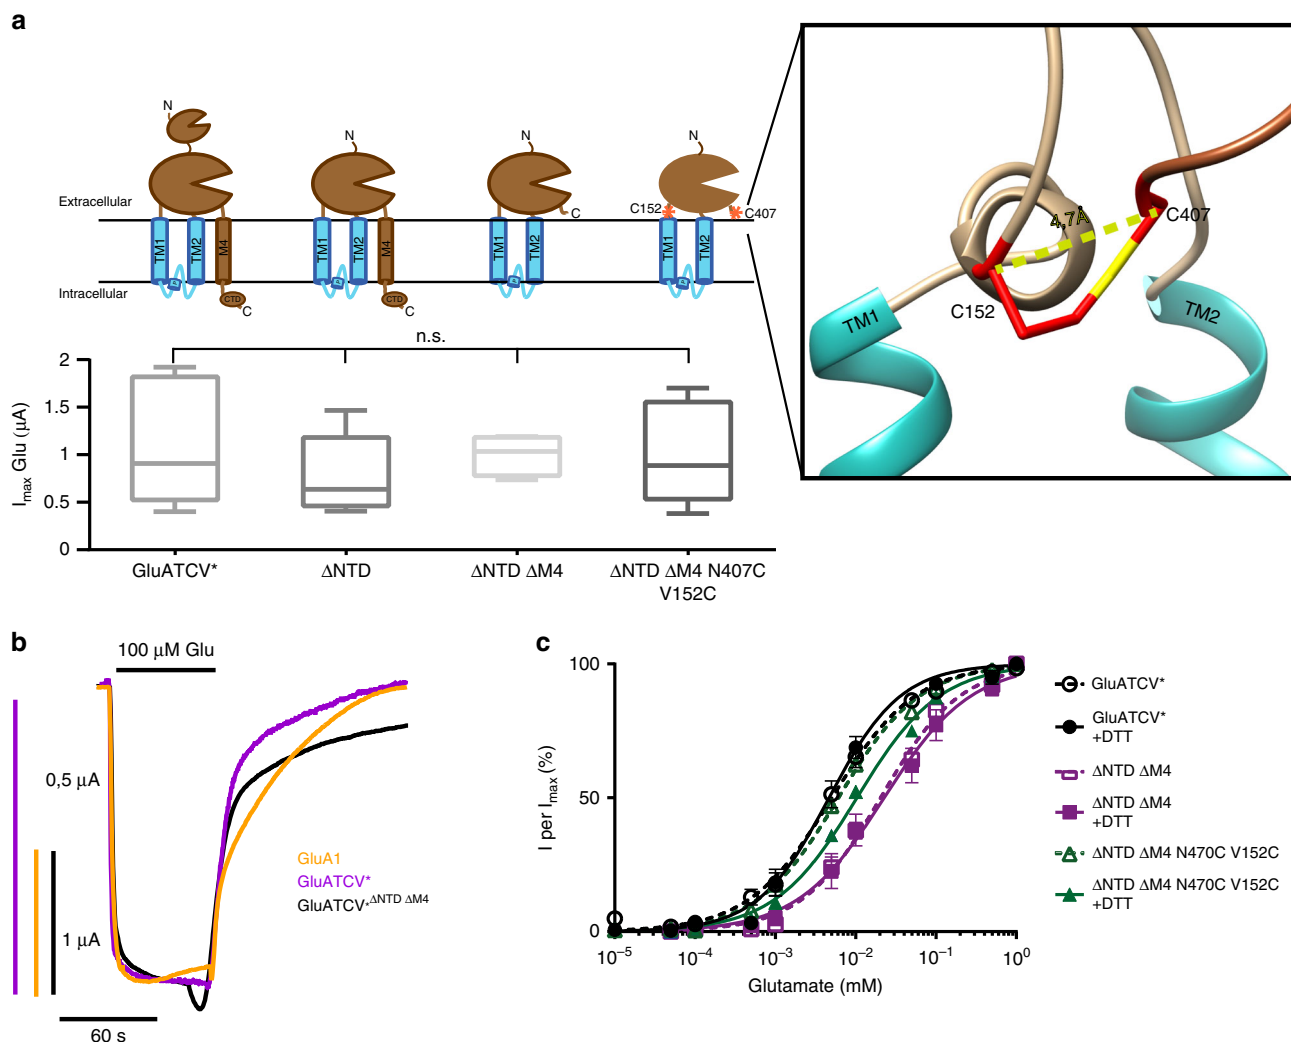 a
N
N
N
N
Extracellular
C
C152
C407
TM1
TM2
M4
TM1
TM2
M4
TM1
TM2
TM1
TM2
P
P
P
P
Intracellular
CTD
C
CTD
C
4,7Å
C407
C152
TM1
TM2
n.s.
I max Glu (μA)
2
1.5
1
0.5
0
GluATCV*
ΔNTD
ΔNTD ΔM4
ΔNTD ΔM4 N407C
V152C
b
100 μM Glu
0,5 μA
1 μA
GluA1
GluATCV*
GluATCV*ΔNTD ΔM4
60 s
c
I per Imax (%)
100
50
0
10⁻⁵
10⁻⁴
10⁻³
10⁻²
10⁻¹
10⁰
Glutamate (mM)
GluATCV*
GluATCV*
+DTT
ΔNTD ΔM4
ΔNTD ΔM4
+DTT
ΔNTD ΔM4 N470C V152C
ΔNTD ΔM4 N470C V152C
+DTT